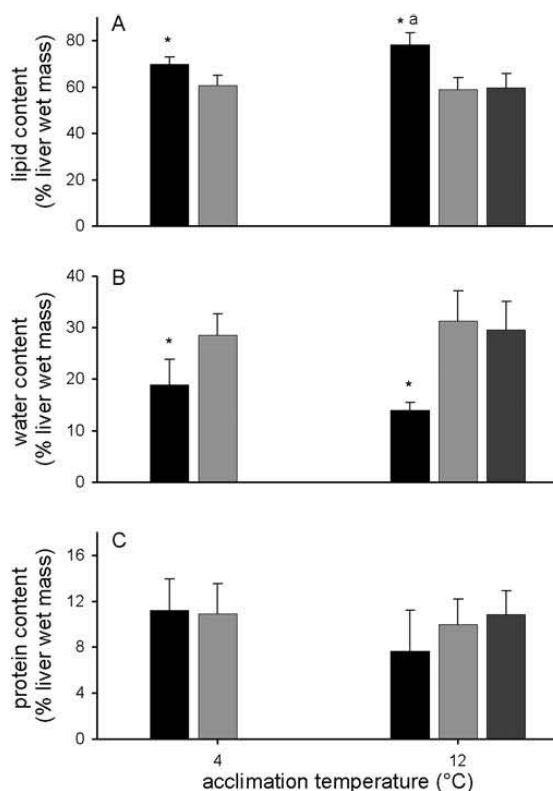 A
* * a
80
60
40
20
0
lipid content
(% liver wet mass)
B
40
30
20
10
0
* *
water content
(% liver wet mass)
C
16
12
8
4
0
protein content
(% liver wet mass)
4 12
acclimation temperature (°C)